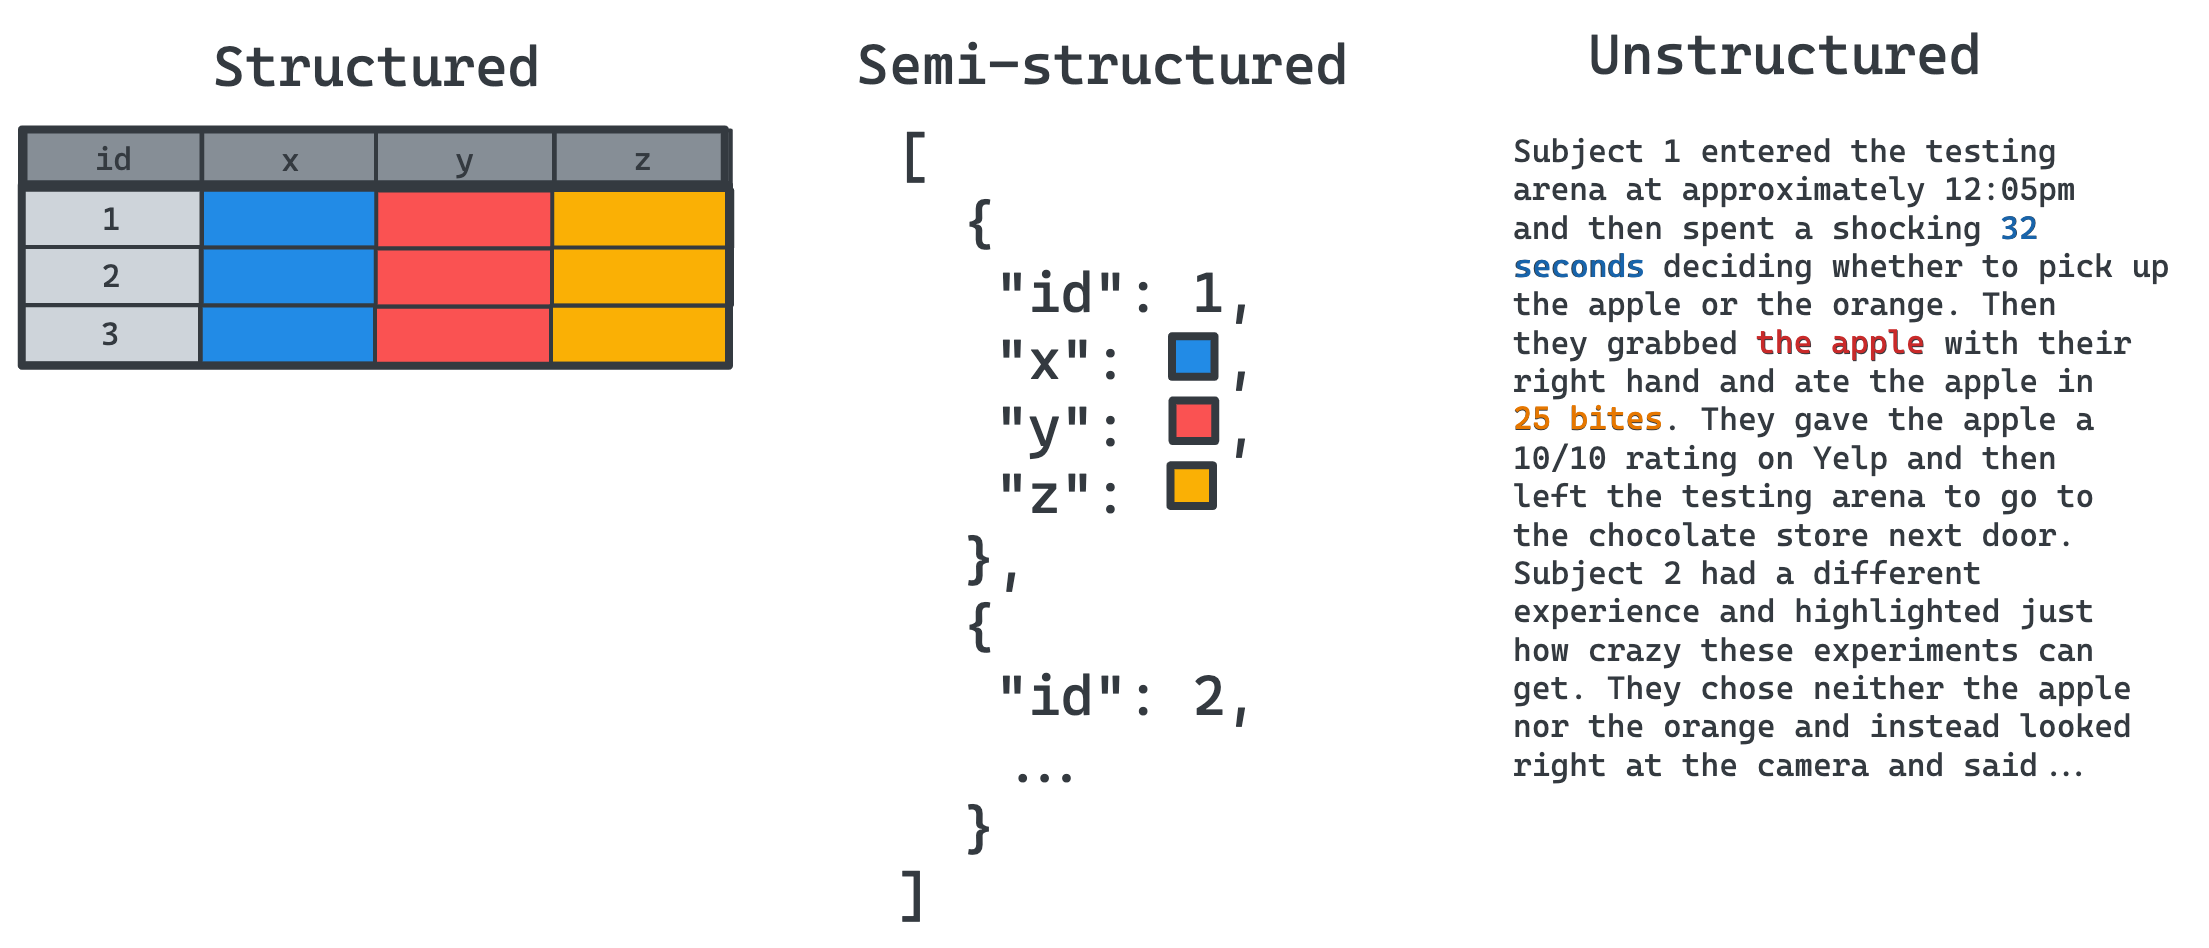 Structured
id x y z
1
2
3
Semi-structured
[
{
"id": 1,
"x": ,
"y": ,
"z":
},
{
"id": 2,
...
}
]
Unstructured
Subject 1 entered the testing
arena at approximately 12:05pm
and then spent a shocking 32
seconds deciding whether to pick up
the apple or the orange. Then
they grabbed the apple with their
right hand and ate the apple in
25 bites. They gave the apple a
10/10 rating on Yelp and then
left the testing arena to go to
the chocolate store next door.
Subject 2 had a different
experience and highlighted just
how crazy these experiments can
get. They chose neither the apple
nor the orange and instead looked
right at the camera and said...